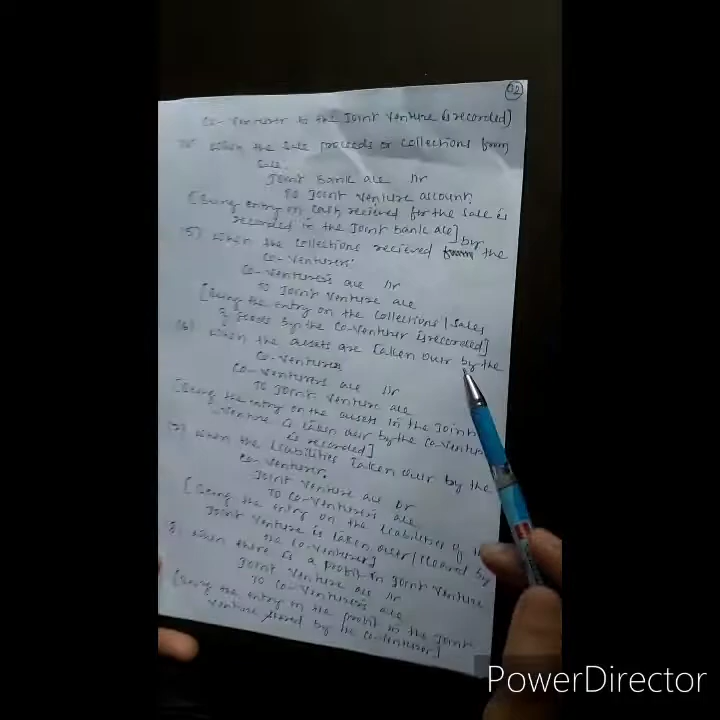 02
Co-venturer to the Joint Venture is recorded]
When the sale proceeds or collections from
sale.
Joint Bank a/c Dr
To Joint Venture account.
[Being entry on cash recieved for the sale is
recorded in the Joint bank a/c]
5) When the collections recieved by the
Co-venturers.
Co-venturer's a/c Dr
To Joint Venture a/c
[Being the entry on the collections / sales
of goods by the Co-venturer is recorded]
(6) When the assets are taken over by the
Co-venturers
Co-venturers a/c Dr
To Joint Venture a/c
[Being the entry on the assets in the Joint
venture is taken over by the Co-venturer
is recorded]
(7) When the liabilities taken over by the
Co-venturer.
Joint Venture a/c Dr
To Co-venturers a/c
[Being the entry on the liabilities of
Joint Venture is taken over / cleared by
the Co-venturer]
8) When there is a profit in Joint Venture
Joint Venture a/c Dr
To Co-venturer's a/c
[Being the entry on the profit in the Joint
venture shared by the Co-venturer]
PowerDirector